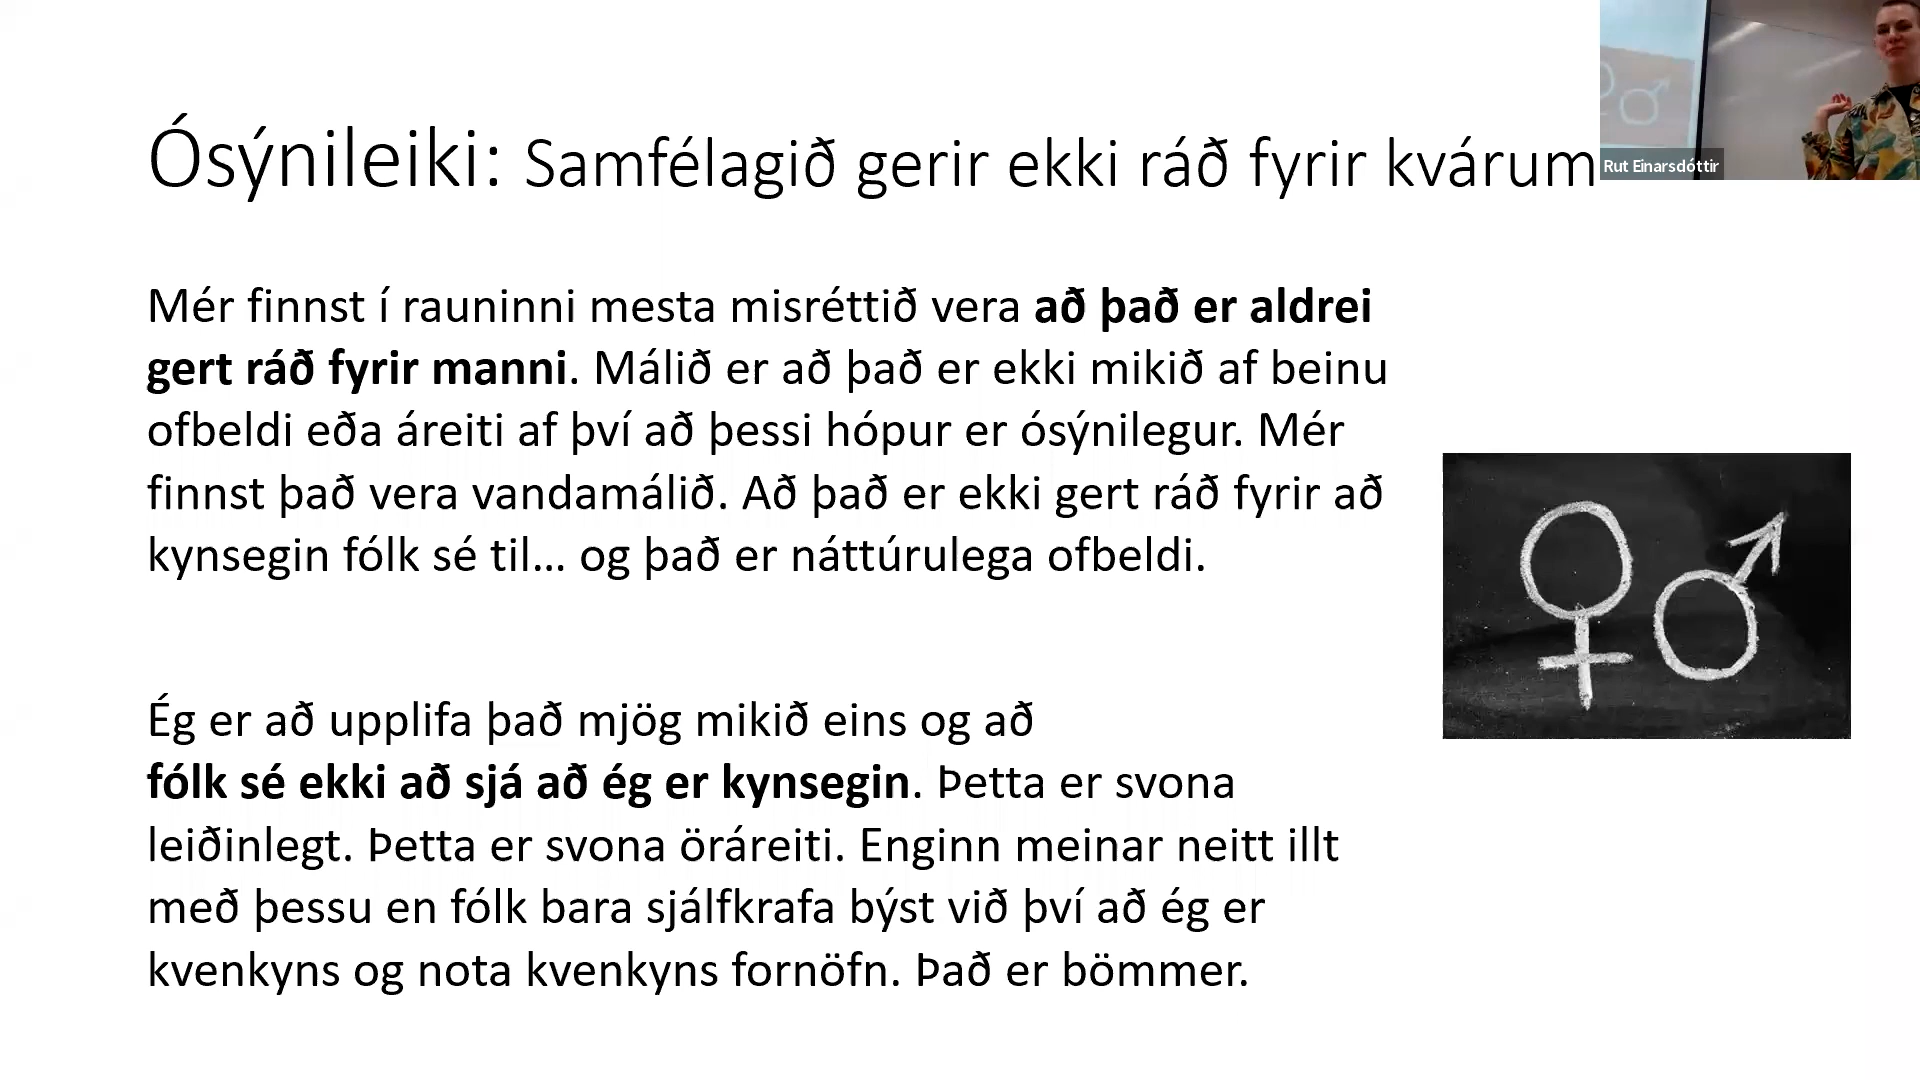 Ósýnileiki: Samfélagið gerir ekki ráð fyrir kvárum
Rut Einarsdóttir
Mér finnst í rauninni mesta misréttið vera að það er aldrei
gert ráð fyrir manni. Málið er að það er ekki mikið af beinu
ofbeldi eða áreiti af því að þessi hópur er ósýnilegur. Mér
finnst það vera vandamálið. Að það er ekki gert ráð fyrir að
kynsegin fólk sé til… og það er náttúrulega ofbeldi.
Ég er að upplifa það mjög mikið eins og að
fólk sé ekki að sjá að ég er kynsegin. Þetta er svona
leiðinlegt. Þetta er svona öráreiti. Enginn meinar neitt illt
með þessu en fólk bara sjálfkrafa býst við því að ég er
kvenkyns og nota kvenkyns fornöfn. Það er bömmer.